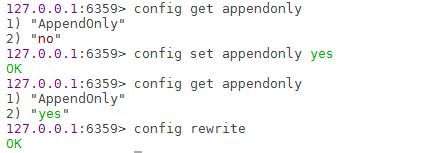 127.0.0.1:6359> config get appendonly
1) "AppendOnly"
2) "no"
127.0.0.1:6359> config set appendonly yes
OK
127.0.0.1:6359> config get appendonly
1) "AppendOnly"
2) "yes"
127.0.0.1:6359> config rewrite
OK